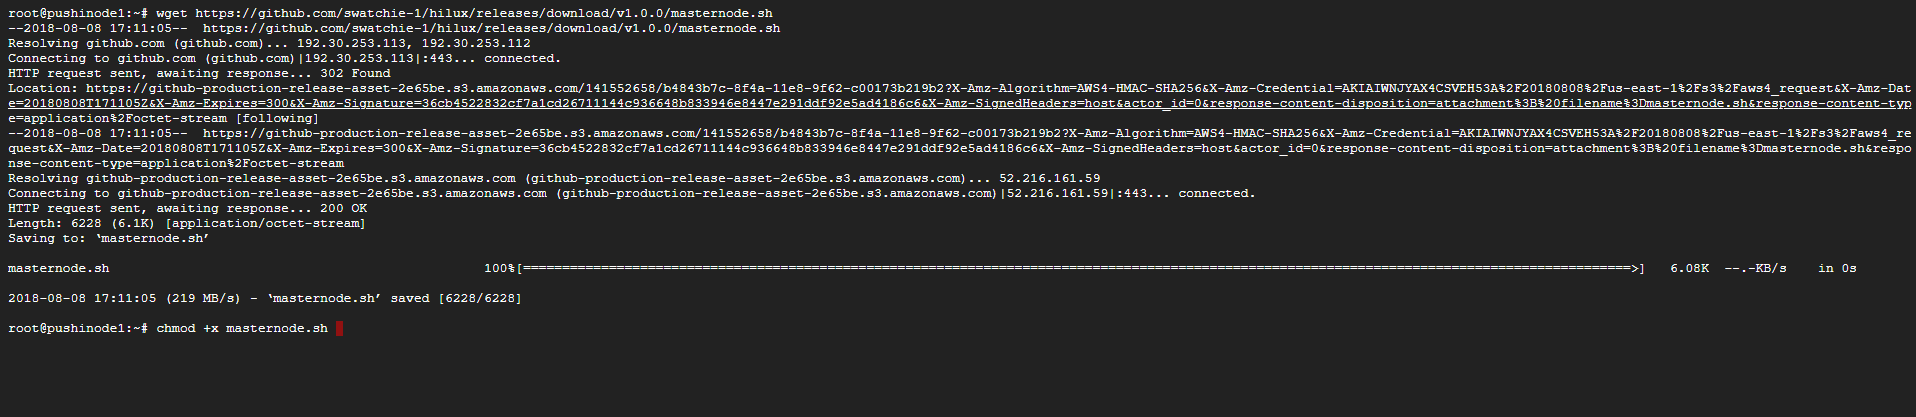 root@pushinode1:~# wget https://github.com/swatchie-1/hilux/releases/download/v1.0.0/masternode.sh
--2018-08-08 17:11:05--  https://github.com/swatchie-1/hilux/releases/download/v1.0.0/masternode.sh
Resolving github.com (github.com)... 192.30.253.113, 192.30.253.112
Connecting to github.com (github.com)|192.30.253.113|:443... connected.
HTTP request sent, awaiting response... 302 Found
Location: https://github-production-release-asset-2e65be.s3.amazonaws.com/141552658/b4843b7c-8f4a-11e8-9f62-c00173b219b2?X-Amz-Algorithm=AWS4-HMAC-SHA256&X-Amz-Credential=AKIAIWNJYAX4CSVEH53A%2F20180808%2Fus-east-1%2Fs3%2Faws4_request&X-Amz-Dat
e=20180808T171105Z&X-Amz-Expires=300&X-Amz-Signature=36cb4522832cf7a1cd26711144c936648b833946e8447e291ddf92e5ad4186c6&X-Amz-SignedHeaders=host&actor_id=0&response-content-disposition=attachment%3B%20filename%3Dmasternode.sh&response-content-typ
e=application%2Foctet-stream [following]
--2018-08-08 17:11:05--  https://github-production-release-asset-2e65be.s3.amazonaws.com/141552658/b4843b7c-8f4a-11e8-9f62-c00173b219b2?X-Amz-Algorithm=AWS4-HMAC-SHA256&X-Amz-Credential=AKIAIWNJYAX4CSVEH53A%2F20180808%2Fus-east-1%2Fs3%2Faws4_re
quest&X-Amz-Date=20180808T171105Z&X-Amz-Expires=300&X-Amz-Signature=36cb4522832cf7a1cd26711144c936648b833946e8447e291ddf92e5ad4186c6&X-Amz-SignedHeaders=host&actor_id=0&response-content-disposition=attachment%3B%20filename%3Dmasternode.sh&respo
nse-content-type=application%2Foctet-stream
Resolving github-production-release-asset-2e65be.s3.amazonaws.com (github-production-release-asset-2e65be.s3.amazonaws.com)... 52.216.161.59
Connecting to github-production-release-asset-2e65be.s3.amazonaws.com (github-production-release-asset-2e65be.s3.amazonaws.com)|52.216.161.59|:443... connected.
HTTP request sent, awaiting response... 200 OK
Length: 6228 (6.1K) [application/octet-stream]
Saving to: ‘masternode.sh’
masternode.sh 100%[==============================================================================================================================================>] 6.08K --.-KB/s in 0s
2018-08-08 17:11:05 (219 MB/s) - ‘masternode.sh’ saved [6228/6228]
root@pushinode1:~# chmod +x masternode.sh